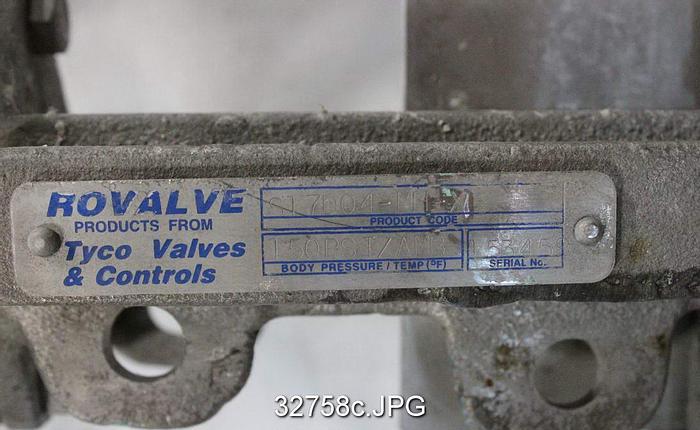 ROVALVE
PRODUCTS FROM
Tyco Valves
& Controls
PRODUCT CODE
BODY PRESSURE / TEMP (ºF)
SERIAL No.
32758c.JPG